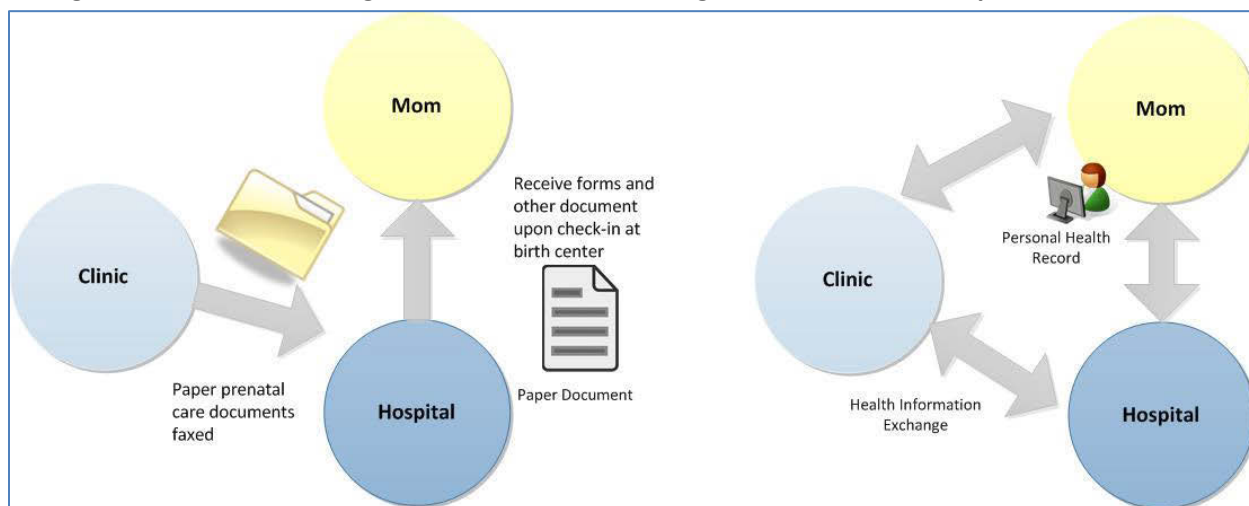 Mom
Receive forms and
other document
upon check-in at
birth center
Clinic
Paper prenatal
care documents
faxed
Hospital
Paper Document
Mom
Personal Health
Record
Clinic
Health Information
Exchange
Hospital